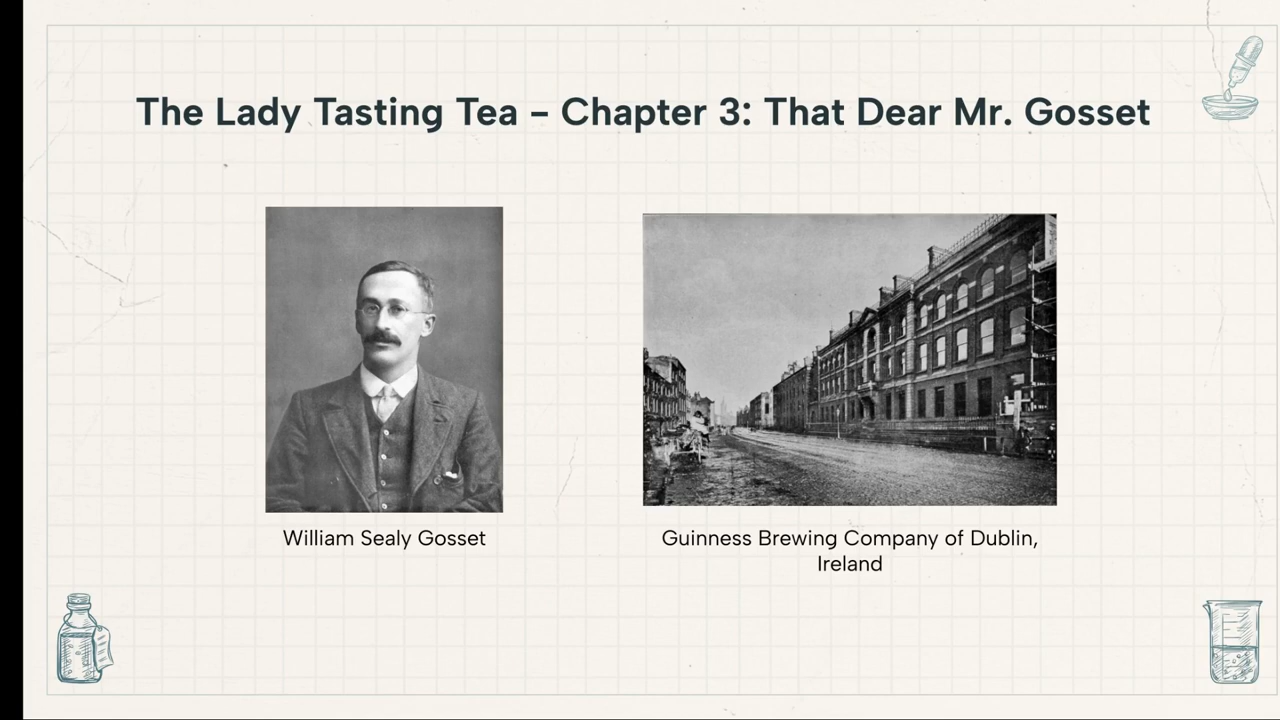 The Lady Tasting Tea – Chapter 3: That Dear Mr. Gosset
William Sealy Gosset
Guinness Brewing Company of Dublin,
Ireland